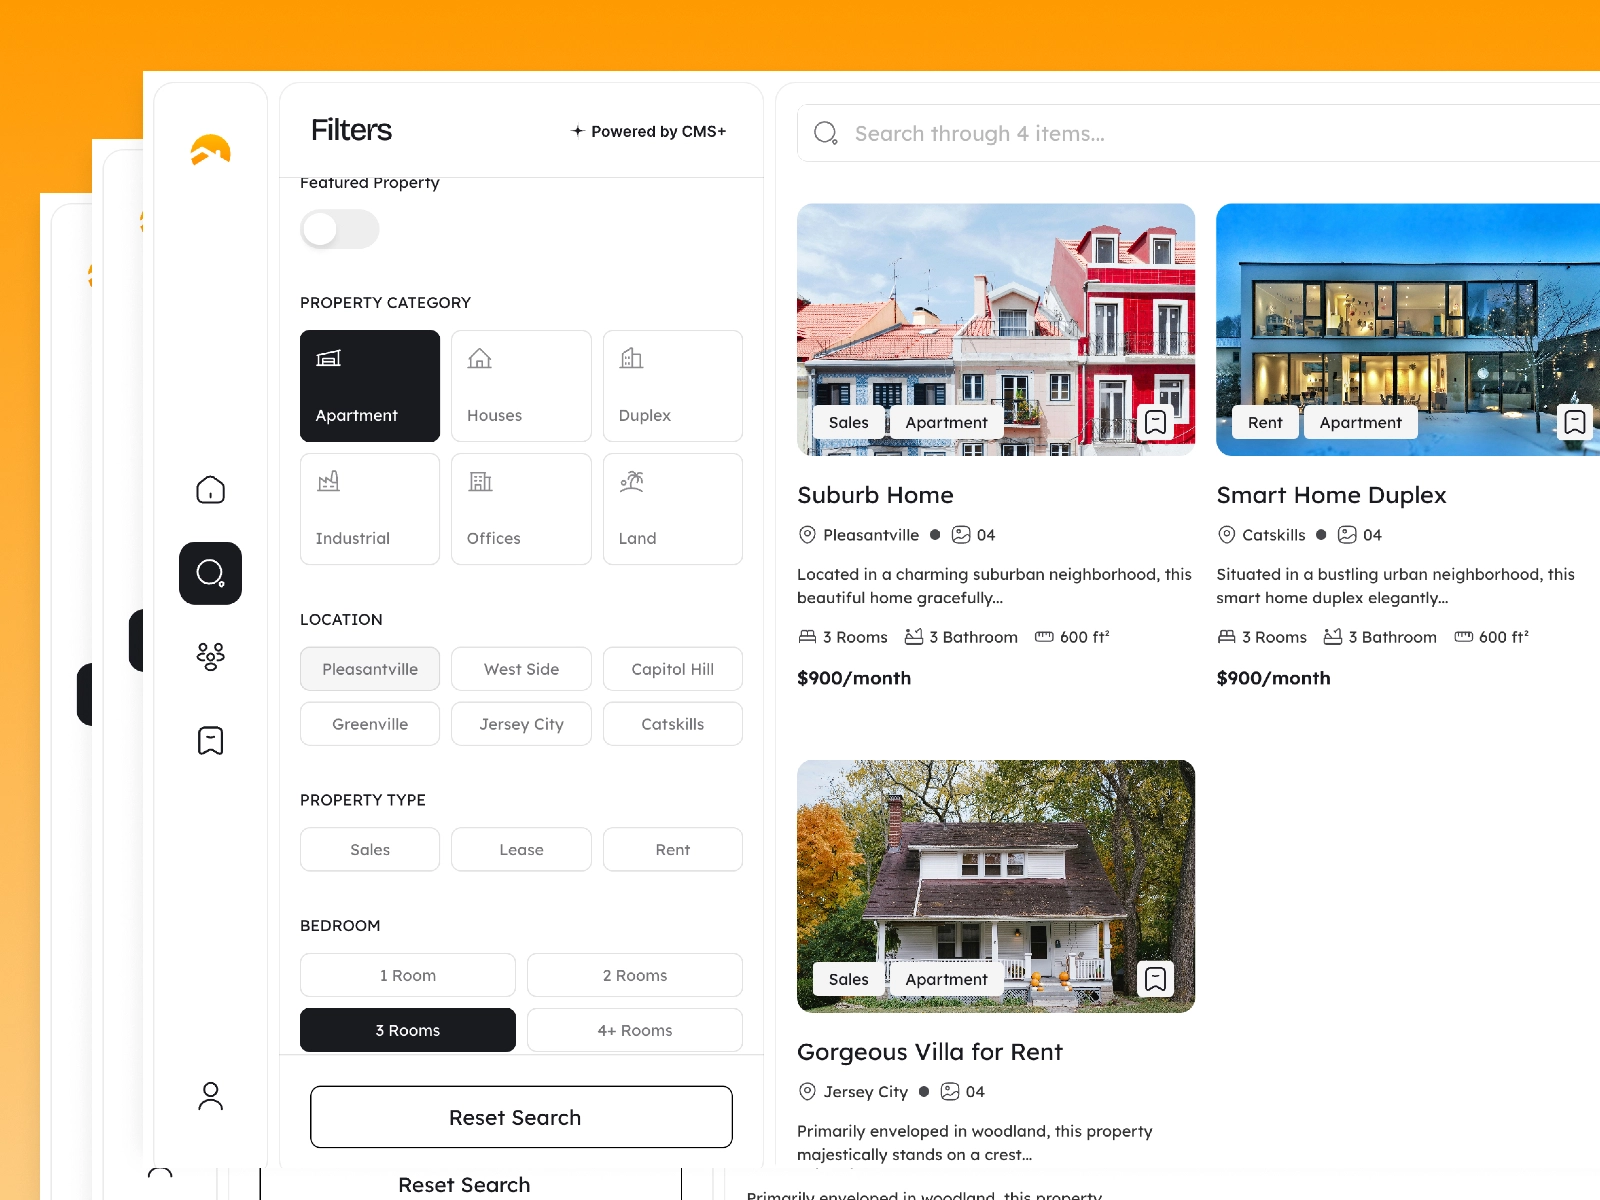 Filters
Powered by CMS+
Featured Property
PROPERTY CATEGORY
Apartment
Houses
Duplex
Industrial
Offices
Land
LOCATION
Pleasantville
West Side
Capitol Hill
Greenville
Jersey City
Catskills
PROPERTY TYPE
Sales
Lease
Rent
BEDROOM
1 Room
2 Rooms
3 Rooms
4+ Rooms
Reset Search
Reset Search
Search through 4 items...
Sales
Apartment
Suburb Home
Pleasantville
04
Located in a charming suburban neighborhood, this
beautiful home gracefully...
3 Rooms
3 Bathroom
600 ft²
$900/month
Rent
Apartment
Smart Home Duplex
Catskills
04
Situated in a bustling urban neighborhood, this
smart home duplex elegantly...
3 Rooms
3 Bathroom
600 ft²
$900/month
Sales
Apartment
Gorgeous Villa for Rent
Jersey City
04
Primarily enveloped in woodland, this property
majestically stands on a crest...
Primarily enveloped in woodland, this property